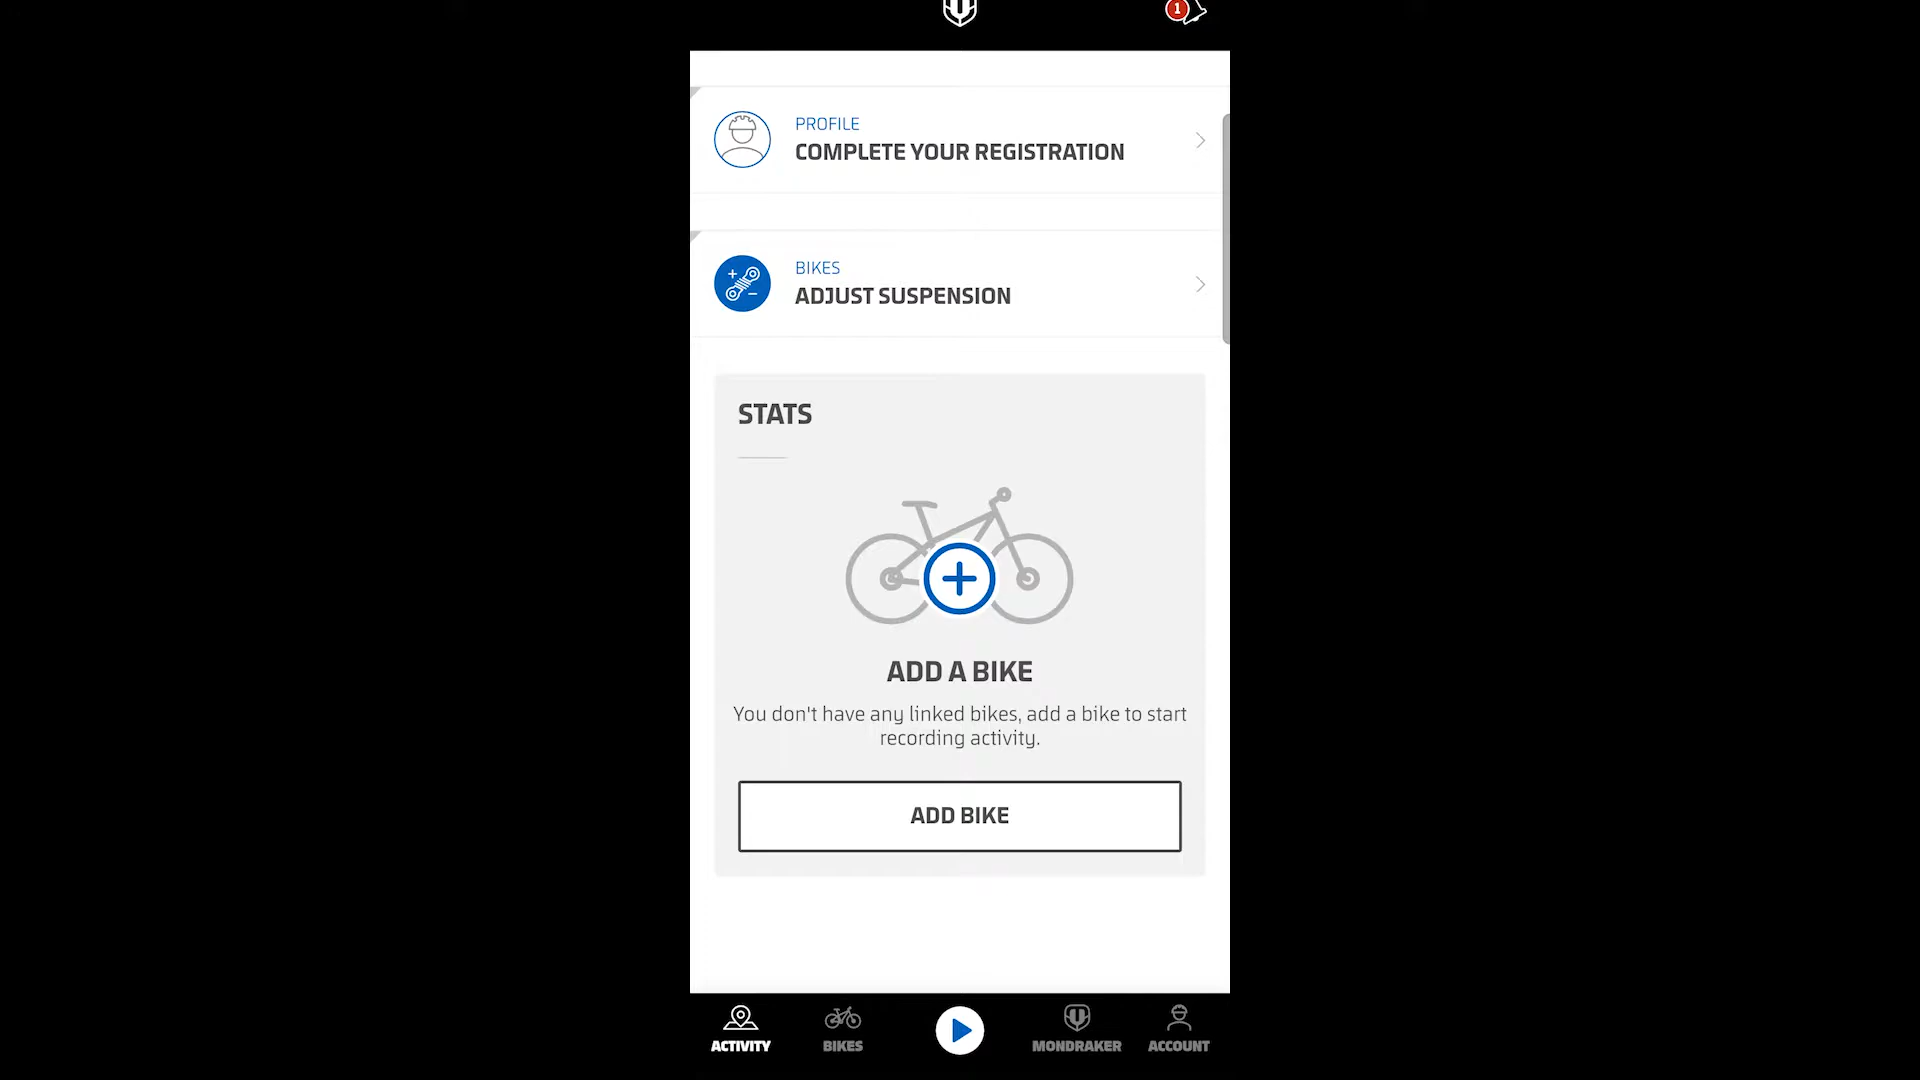 1
PROFILE
COMPLETE YOUR REGISTRATION
BIKES
ADJUST SUSPENSION
STATS
ADD A BIKE
You don't have any linked bikes, add a bike to start
recording activity.
ADD BIKE
ACTIVITY
BIKES
MONDRAKER
ACCOUNT